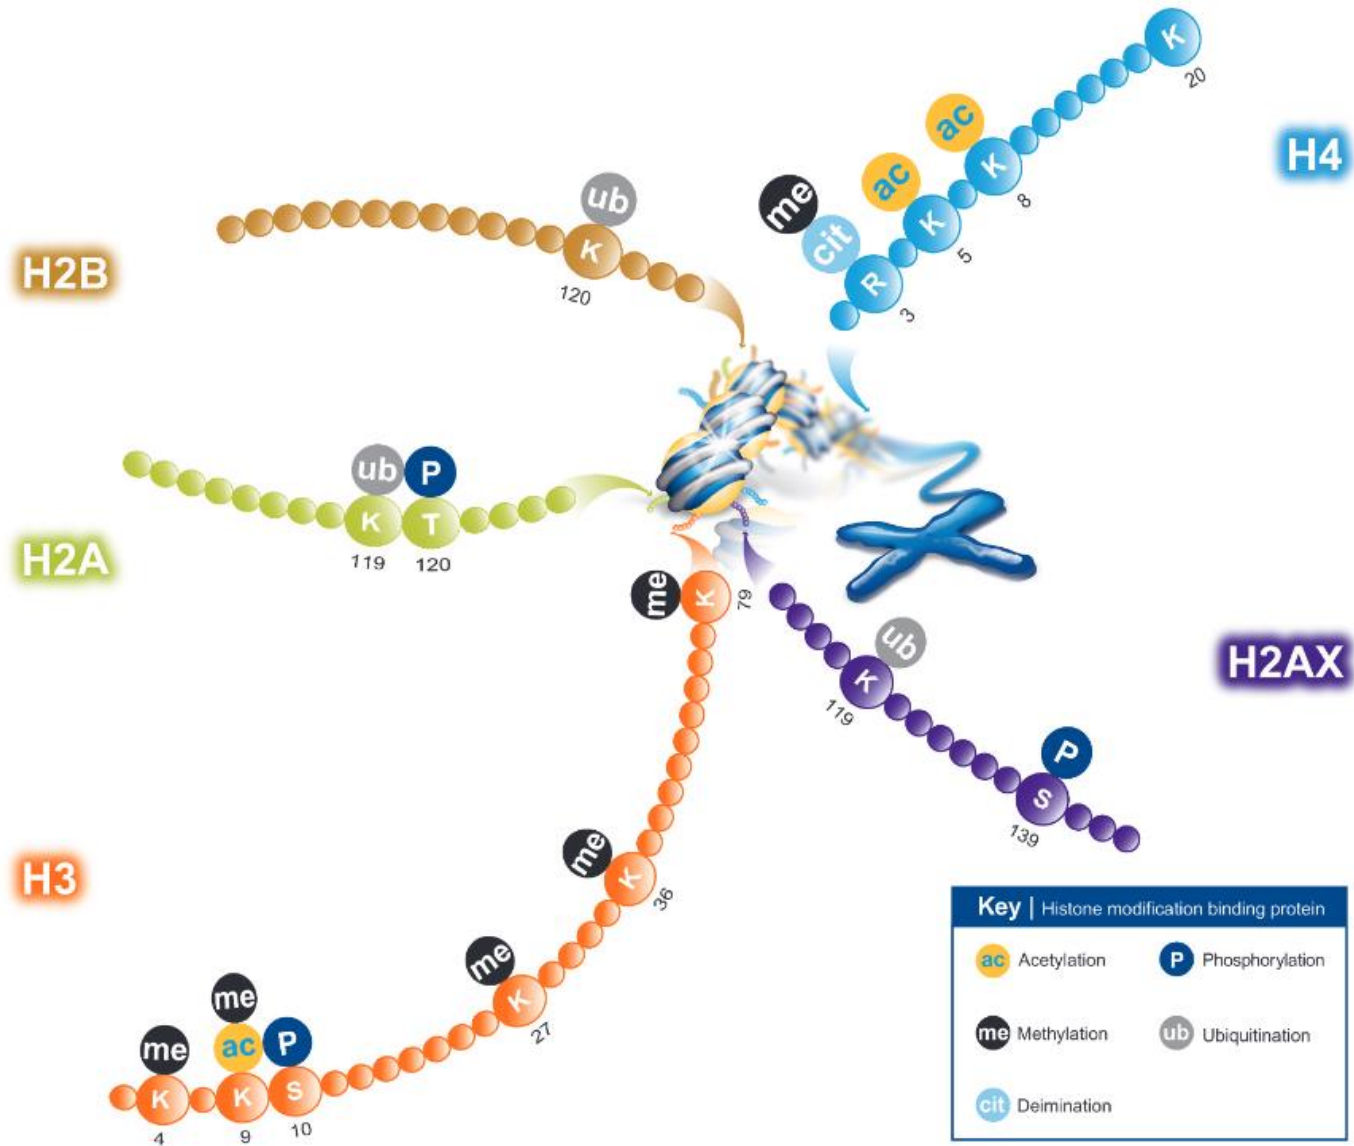 K
20
ac
H4
ac
K
8
me
cit
K
5
R
3
ub
K
120
H2B
ub
P
K
T
119
120
H2A
me
K
79
ub
K
119
H2AX
P
S
139
me
K
36
H3
me
K
27
me
me
ac
P
K
K
S
4
9
10
Key | Histone modification binding protein
ac Acetylation
P Phosphorylation
me Methylation
ub Ubiquitination
cit Deimination